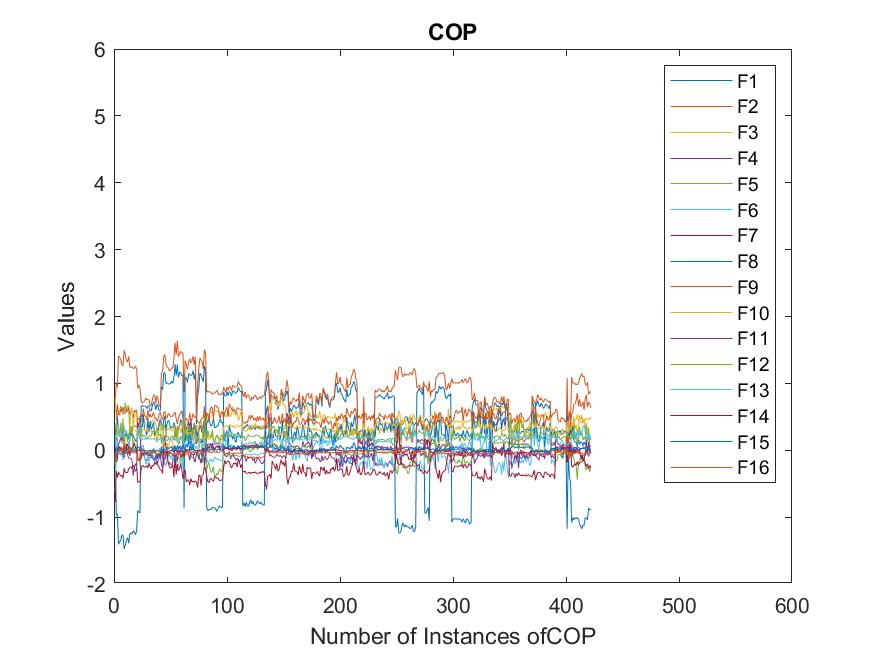 COP
6
5
4
3
2
1
0
-1
-2
Values
0 100 200 300 400 500 600
Number of Instances ofCOP
F1
F2
F3
F4
F5
F6
F7
F8
F9
F10
F11
F12
F13
F14
F15
F16